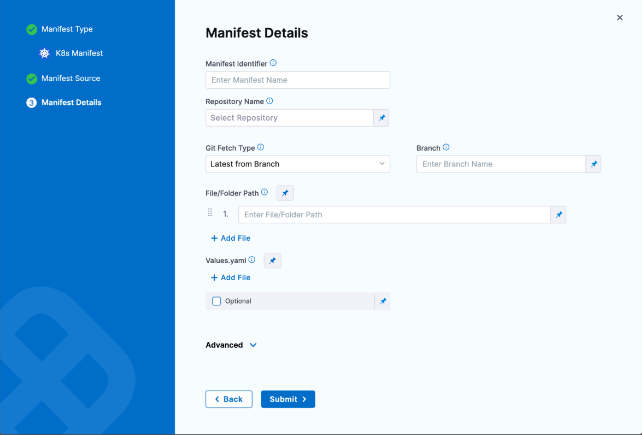 Manifest Type
K8s Manifest
Manifest Source
3 Manifest Details
Manifest Details
Manifest Identifier
Enter Manifest Name
Repository Name
Select Repository
Git Fetch Type
Branch
Latest from Branch
Enter Branch Name
File/Folder Path
1.
Enter File/Folder Path
+ Add File
Values.yaml
+ Add File
Optional
Advanced
Back
Submit